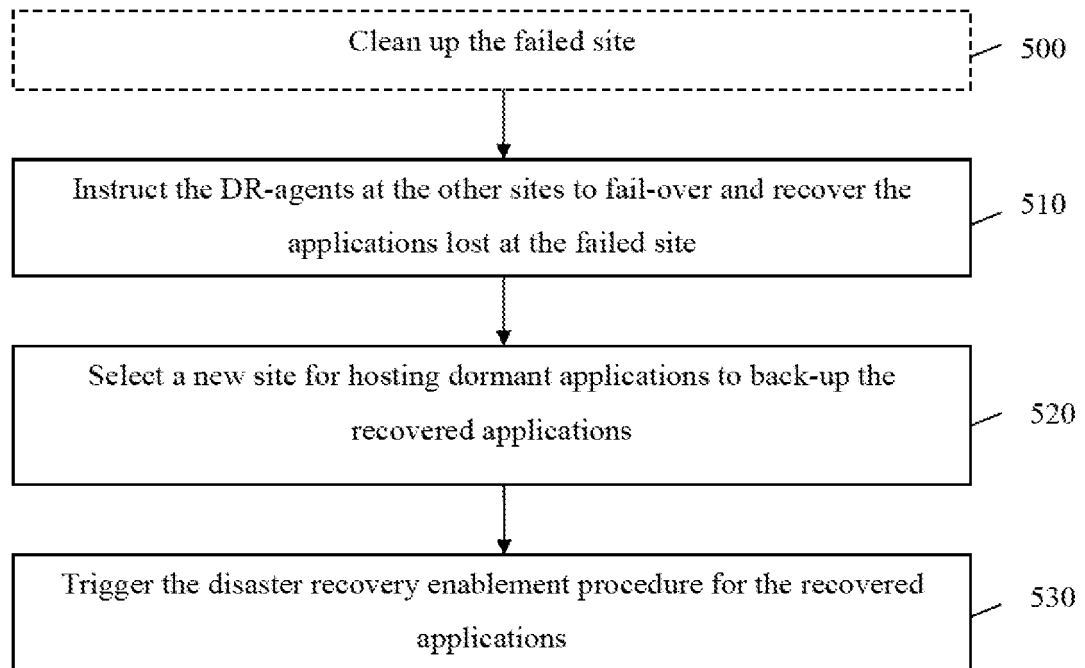 Clean up the failed site
500
Instruct the DR-agents at the other sites to fail-over and recover the
applications lost at the failed site
510
Select a new site for hosting dormant applications to back-up the
recovered applications
520
Trigger the disaster recovery enablement procedure for the recovered
applications
530